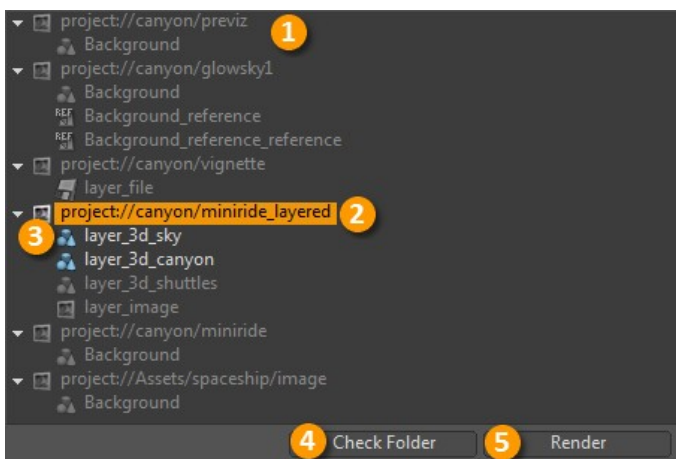 project://canyon/previz 1
Background
project://canyon/glowsky1
Background
REF Background_reference
REF Background_reference_reference
project://canyon/vignette
layer_file
project://canyon/miniride_layered 2
3 layer_3d_sky
layer_3d_canyon
layer_3d_shuttles
layer_image
project://canyon/miniride
Background
project://Assets/spaceship/image
Background
4 Check Folder 5 Render